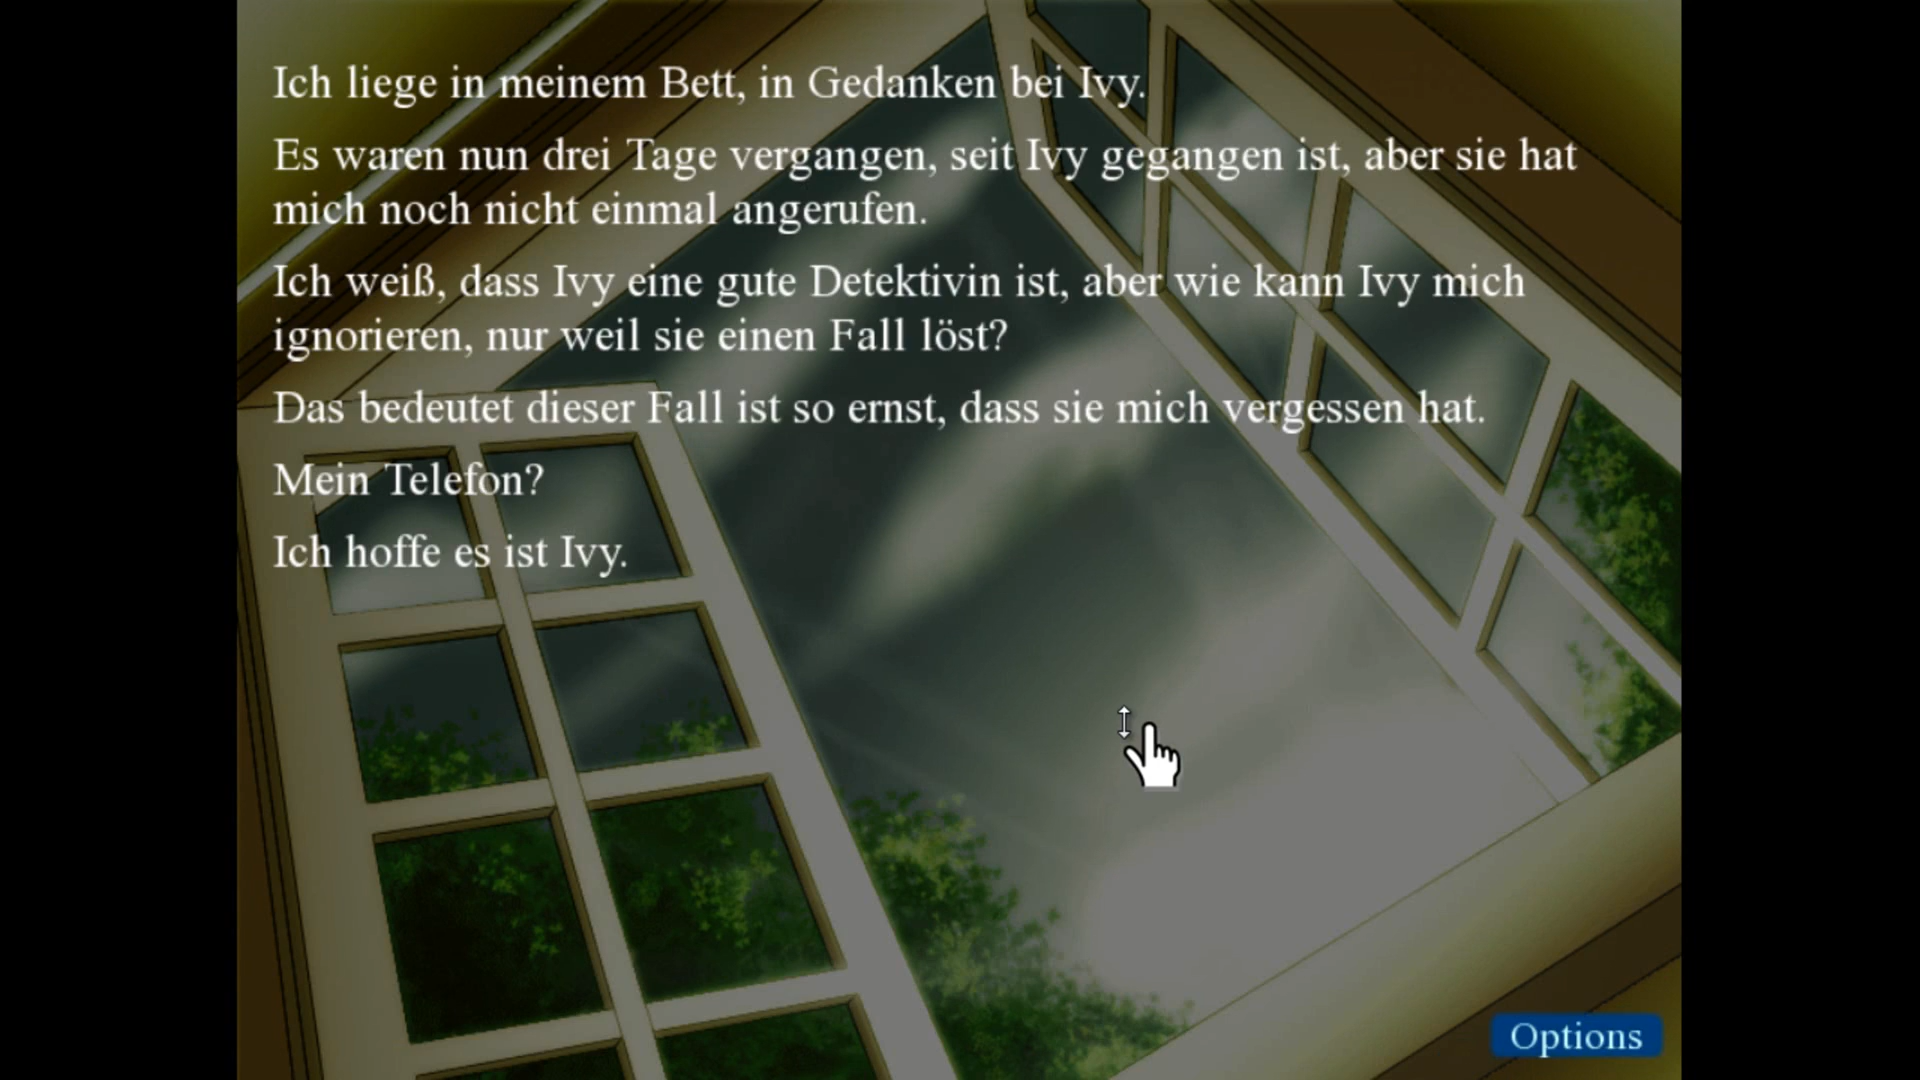 Ich liege in meinem Bett, in Gedanken bei Ivy.
Es waren nun drei Tage vergangen, seit Ivy gegangen ist, aber sie hat
mich noch nicht einmal angerufen.
Ich weiß, dass Ivy eine gute Detektivin ist, aber wie kann Ivy mich
ignorieren, nur weil sie einen Fall löst?
Das bedeutet dieser Fall ist so ernst, dass sie mich vergessen hat.
Mein Telefon?
Ich hoffe es ist Ivy.
Options